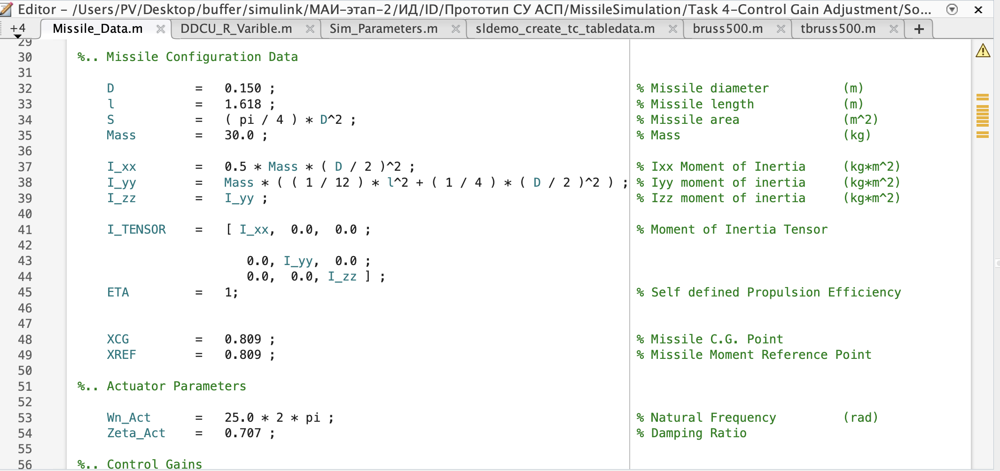 Editor – /Users/PV/Desktop/buffer/simulink/МАИ-этап-2/ИД/ID/Прототип СУ АСП/MissileSimulation/Task 4-Control Gain Adjustment/So...
+4 Missile_Data.m DDCU_R_Varible.m Sim_Parameters.m sldemo_create_tc_tabledata.m bruss500.m tbruss500.m +
29
30 %.. Missile Configuration Data
31
32 D = 0.150 ; % Missile diameter (m)
33 l = 1.618 ; % Missile length (m)
34 S = ( pi / 4 ) * D^2 ; % Missile area (m^2)
35 Mass = 30.0 ; % Mass (kg)
36
37 I_xx = 0.5 * Mass * ( D / 2 )^2 ; % Ixx Moment of Inertia (kg*m^2)
38 I_yy = Mass * ( ( 1 / 12 ) * l^2 + ( 1 / 4 ) * ( D / 2 )^2 ) ; % Iyy moment of inertia (kg*m^2)
39 I_zz = I_yy ; % Izz moment of inertia (kg*m^2)
40
41 I_TENSOR = [ I_xx, 0.0, 0.0 ; % Moment of Inertia Tensor
42
43 0.0, I_yy, 0.0 ;
44 0.0, 0.0, I_zz ] ;
45 ETA = 1; % Self defined Propulsion Efficiency
46
47
48 XCG = 0.809 ; % Missile C.G. Point
49 XREF = 0.809 ; % Missile Moment Reference Point
50
51 %.. Actuator Parameters
52
53 Wn_Act = 25.0 * 2 * pi ; % Natural Frequency (rad)
54 Zeta_Act = 0.707 ; % Damping Ratio
55
56 %.. Control Gains